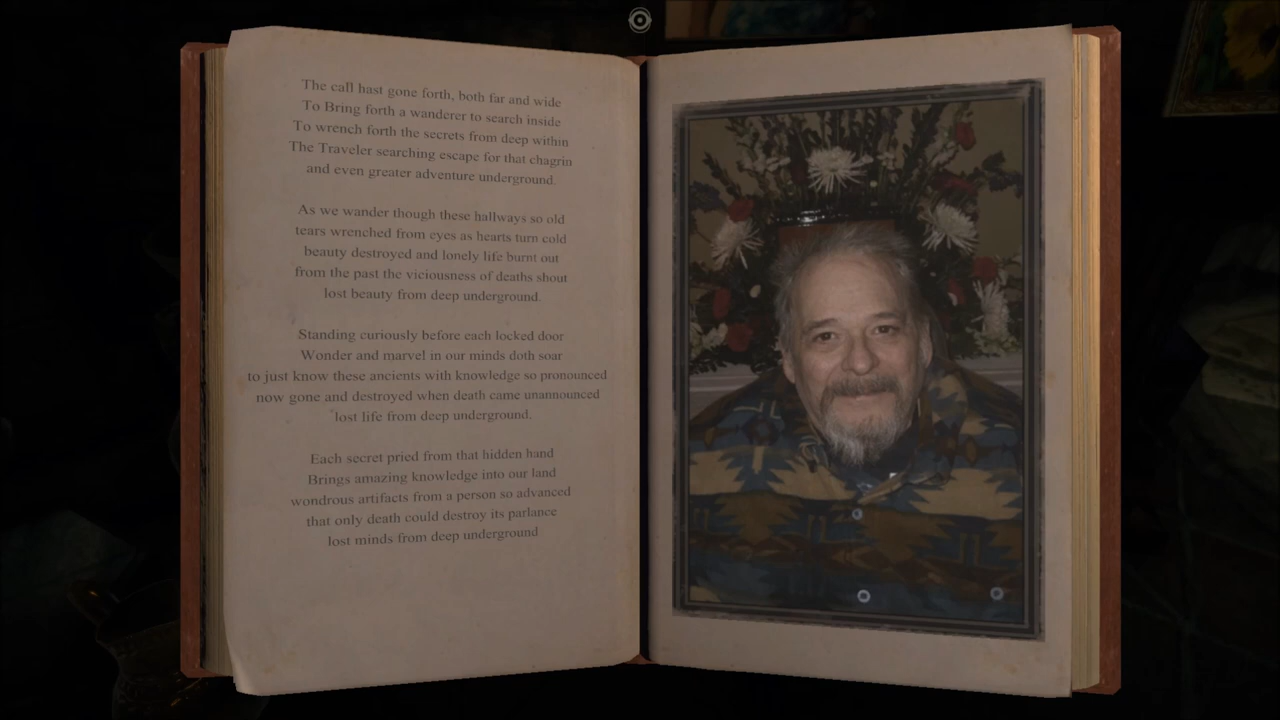 The call hast gone forth, both far and wide
To Bring forth a wanderer to search inside
To wrench forth the secrets from deep within
The Traveler searching escape for that chagrin
and even greater adventure underground.
As we wander though these hallways so old
tears wrenched from eyes as hearts turn cold
beauty destroyed and lonely life burnt out
from the past the viciousness of deaths shout
lost beauty from deep underground.
Standing curiously before each locked door
Wonder and marvel in our minds doth soar
to just know these ancients with knowledge so pronounced
now gone and destroyed when death came unannounced
lost life from deep underground.
Each secret pried from that hidden hand
Brings amazing knowledge into our land
wondrous artifacts from a person so advanced
that only death could destroy its parlance
lost minds from deep underground